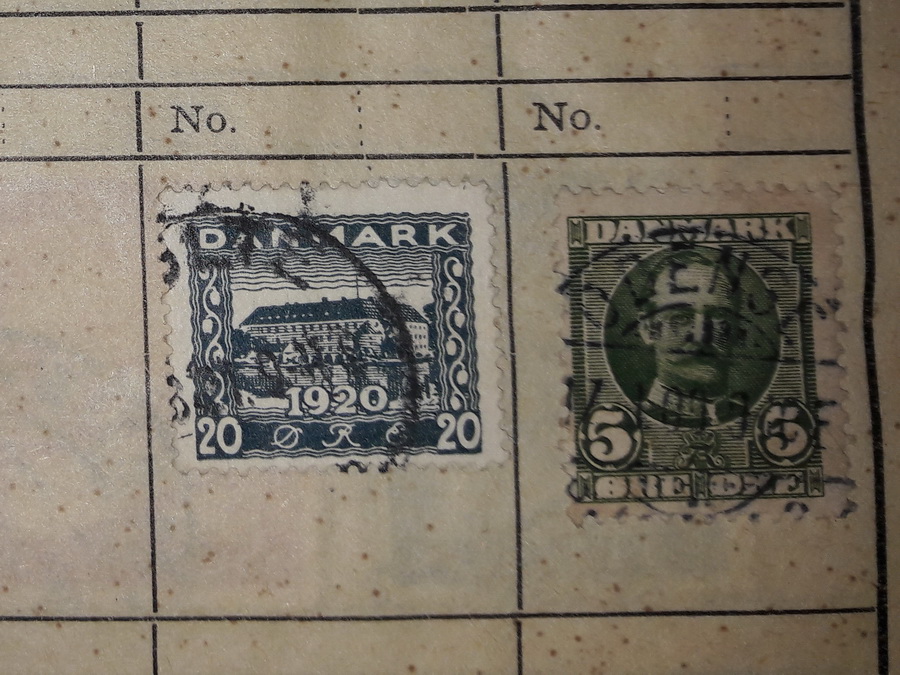 No.
No.
DANMARK
1920
20 ØRE 20
DANMARK
5 5
ØRE ØRE